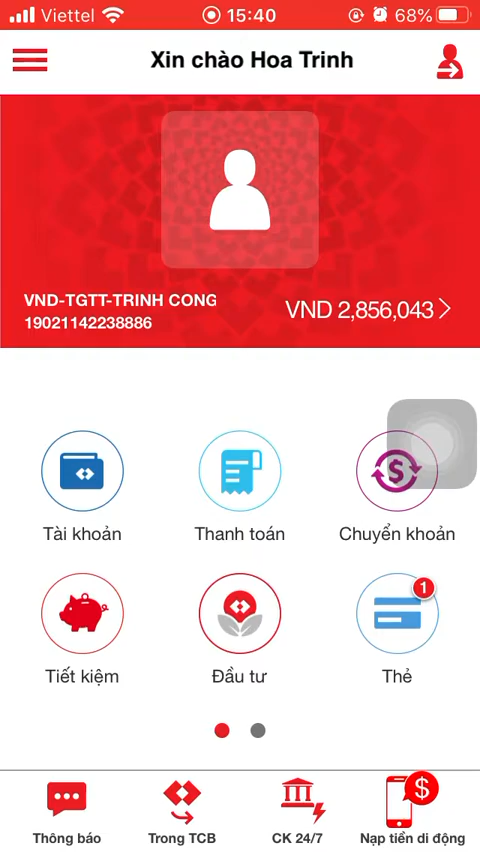 Viettel 15:40 68%
Xin chào Hoa Trinh
VND-TGTT-TRINH CONG
19021142238886
VND 2,856,043
Tài khoản
Thanh toán
Chuyển khoản
1
Tiết kiệm
Đầu tư
Thẻ
Thông báo
Trong TCB
CK 24/7
Nạp tiền di động